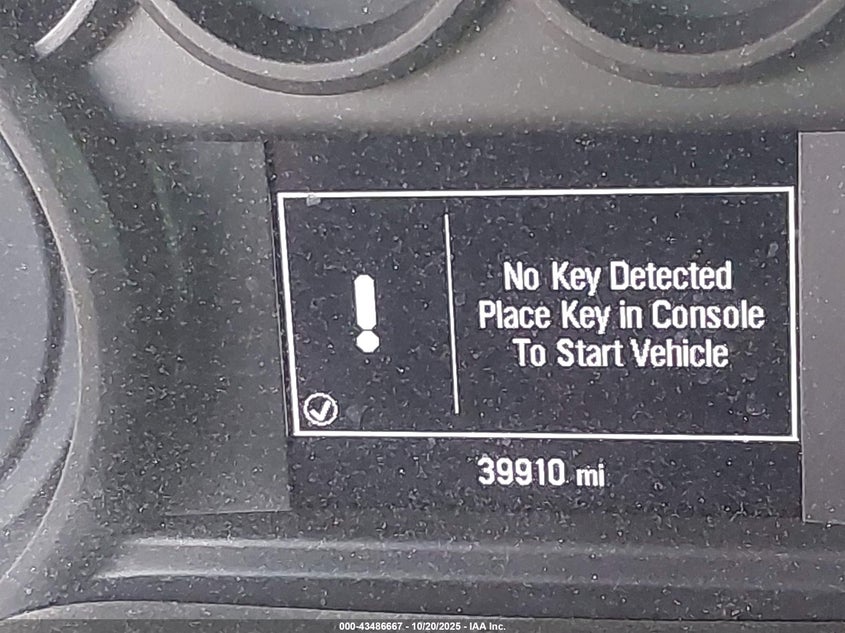 No Key Detected
Place Key in Console
To Start Vehicle
39910 mi
000-43486667 - 10/20/2025 - IAA Inc.